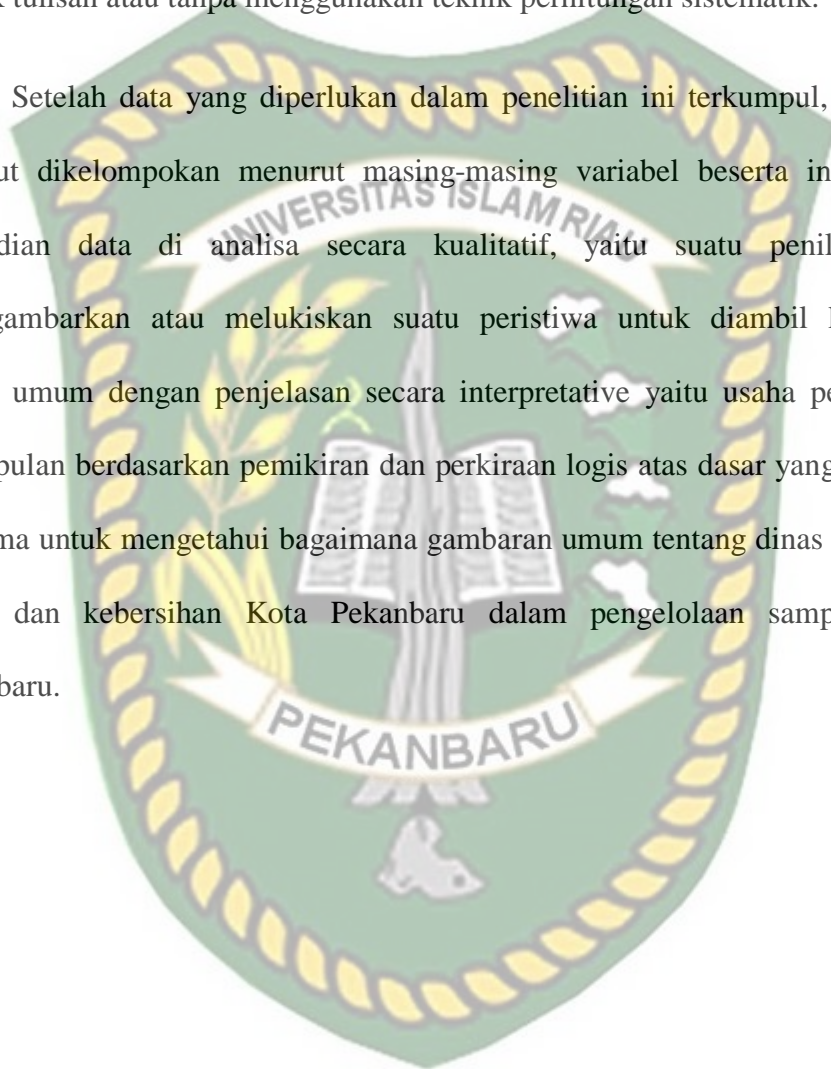 tulisan atau tanpa menggunakan teknik perhitungan sistematik.
Setelah data yang diperlukan dalam penelitian ini terkumpul,
ut dikelompokan menurut masing-masing variabel beserta in
UNIVERSITAS ISLAM RIAU
dian data di analisa secara kualitatif, yaitu suatu penil
gambarkan atau melukiskan suatu peristiwa untuk diambil
umum dengan penjelasan secara interpretative yaitu usaha pe
pulan berdasarkan pemikiran dan perkiraan logis atas dasar yang
ma untuk mengetahui bagaimana gambaran umum tentang dinas
dan kebersihan Kota Pekanbaru dalam pengelolaan samp
baru.
PEKANBARU